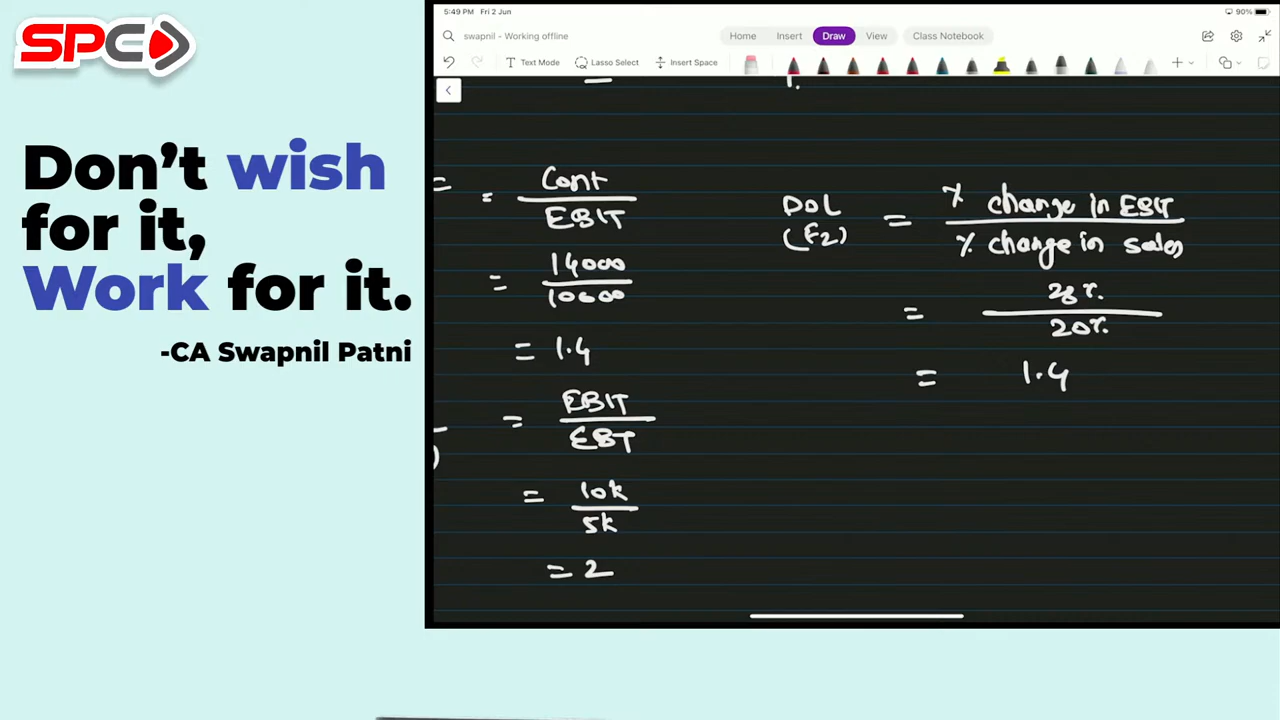 SPC
Don't wish
for it,
Work for it.
-CA Swapnil Patni
5:49 PM Fri 2 Jun
90%
swapnil - Working offline
Home Insert Draw View Class Notebook
Text Mode Lasso Select Insert Space
= = Cont
EBIT
= 14000
10000
= 1.4
= EBIT
EBT
= 10k
5k
= 2
DOL = % change in EBIT
(F2) % change in sales
= 28%
20%
= 1.4